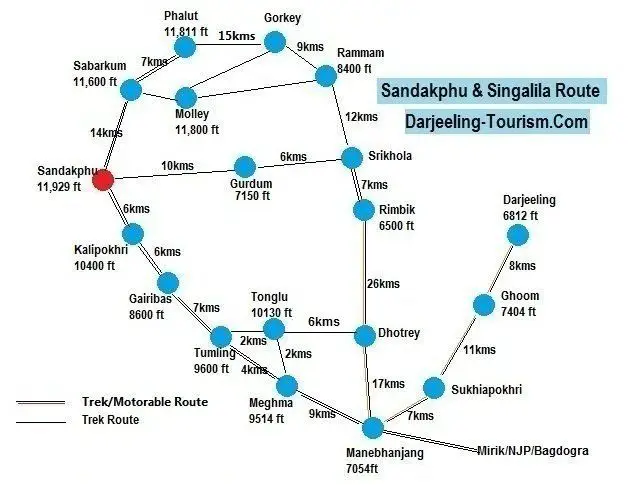 Phalut
11,811 ft
15kms
Gorkey
7kms
9kms
Rammam
8400 ft
Sabarkum
11,600 ft
Molley
11,800 ft
Sandakphu & Singalila Route
Darjeeling-Tourism.Com
14kms
12kms
Sandakphu
11,929 ft
10kms
6kms
Srikhola
Gurdum
7150 ft
7kms
Rimbik
6500 ft
Darjeeling
6812 ft
6kms
Kalipokhri
10400 ft
6kms
8kms
Gairibas
8600 ft
26kms
Ghoom
7404 ft
7kms
Tonglu
10130 ft
6kms
Dhotrey
2kms
Tumling
9600 ft
2kms
4kms
11kms
Meghma
9514 ft
17kms
Sukhiapokhri
9kms
7kms
Manebhanjang
7054ft
Mirik/NJP/Bagdogra
Trek/Motorable Route
Trek Route